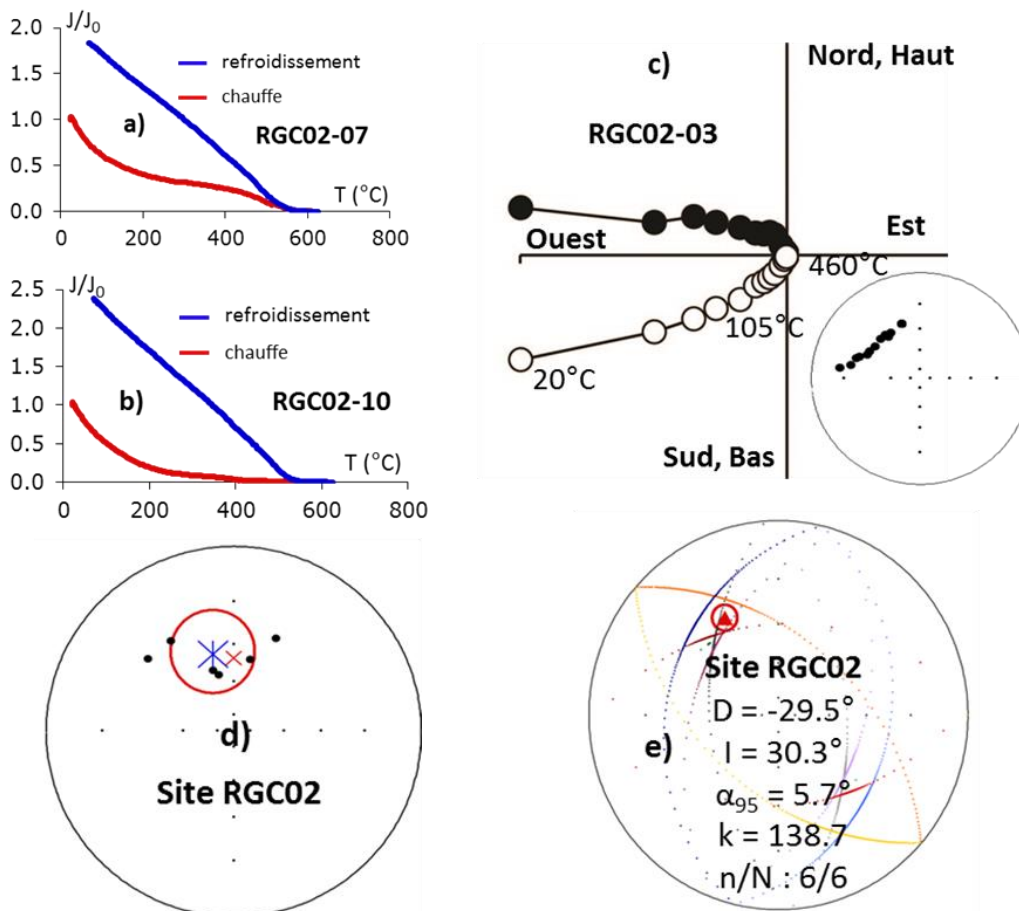 J/J0
2.0
refroidissement
1.5
chauffe
a)
1.0
RGC02-07
0.5
T (°C)
0.0
0
200
400
600
800
J/J0
2.5
refroidissement
2.0
chauffe
1.5
b)
RGC02-10
1.0
0.5
T (°C)
0.0
0
200
400
600
800
c)
Nord, Haut
RGC02-03
Ouest
Est
460°C
105°C
20°C
Sud, Bas
d)
Site RGC02
Site RGC02
D = -29.5°
e)
I = 30.3°
α95 = 5.7°
k = 138.7
n/N : 6/6